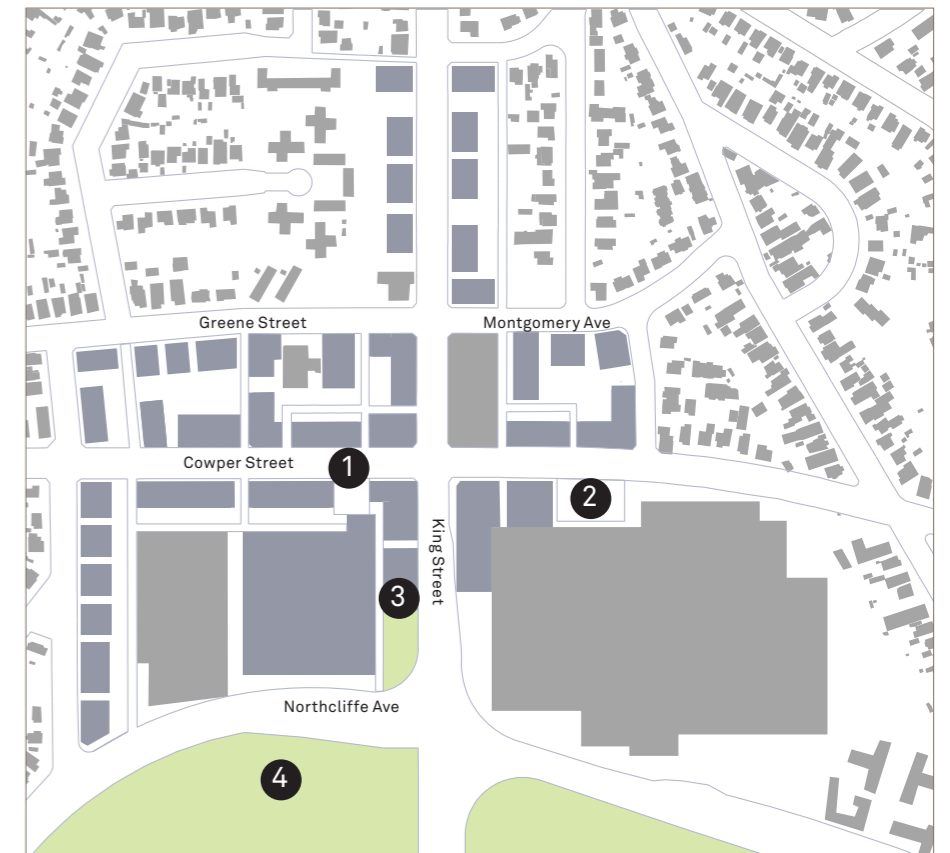 Greene Street
Montgomery Ave
Cowper Street
1
2
King Street
3
Northcliffe Ave
4